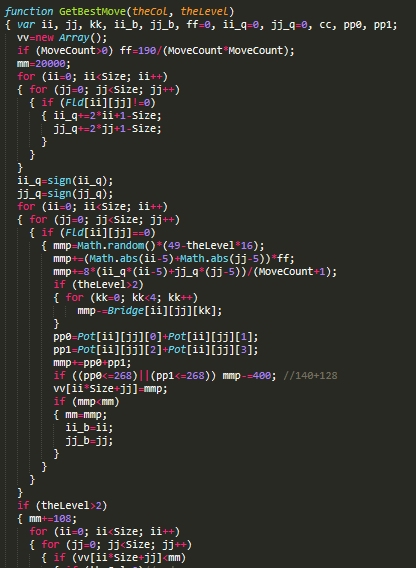 function GetBestMove(theCol, theLevel)
{ var ii, jj, kk, ii_b, jj_b, ff=0, ii_q=0, jj_q=0, cc, pp0, pp1;
vv=new Array();
if (MoveCount>0) ff=190/(MoveCount*MoveCount);
mm=20000;
for (ii=0; ii<Size; ii++)
{ for (jj=0; jj<Size; jj++)
{ if (Fld[ii][jj]!=0)
{ ii_q+=2*ii+1-Size;
jj_q+=2*jj+1-Size;
}
}
}
ii_q=sign(ii_q);
jj_q=sign(jj_q);
for (ii=0; ii<Size; ii++)
{ for (jj=0; jj<Size; jj++)
{ if (Fld[ii][jj]==0)
{ mmp=Math.random()*(49-theLevel*16);
mmp+=(Math.abs(ii-5)+Math.abs(jj-5))*ff;
mmp+=8*(ii_q*(ii-5)+jj_q*(jj-5))/(MoveCount+1);
if (theLevel>2)
{ for (kk=0; kk<4; kk++)
mmp-=Bridge[ii][jj][kk];
}
pp0=Pot[ii][jj][0]+Pot[ii][jj][1];
pp1=Pot[ii][jj][2]+Pot[ii][jj][3];
mmp+=pp0+pp1;
if ((pp0<=268)||(pp1<=268)) mmp-=400; //140+128
vv[ii*Size+jj]=mmp;
if (mmp<mm)
{ mm=mmp;
ii_b=ii;
jj_b=jj;
}
}
}
}
if (theLevel>2)
{ mm+=108;
for (ii=0; ii<Size; ii++)
{ for (jj=0; jj<Size; jj++)
{ if (vv[ii*Size+jj]<mm)